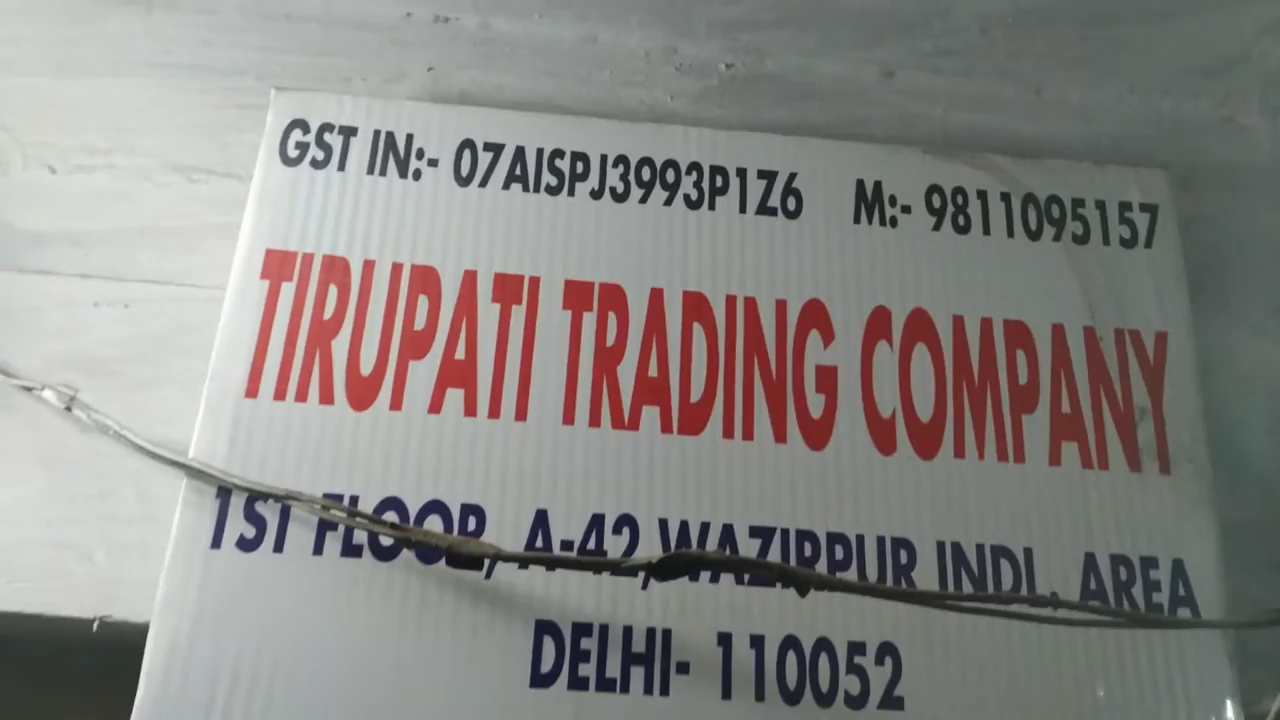 GST IN:- 07AISPJ3993P1Z6 M:- 9811095157
TIRUPATI TRADING COMPANY
1ST FLOOR, A-42,WAZIRPUR INDL. AREA
DELHI- 110052